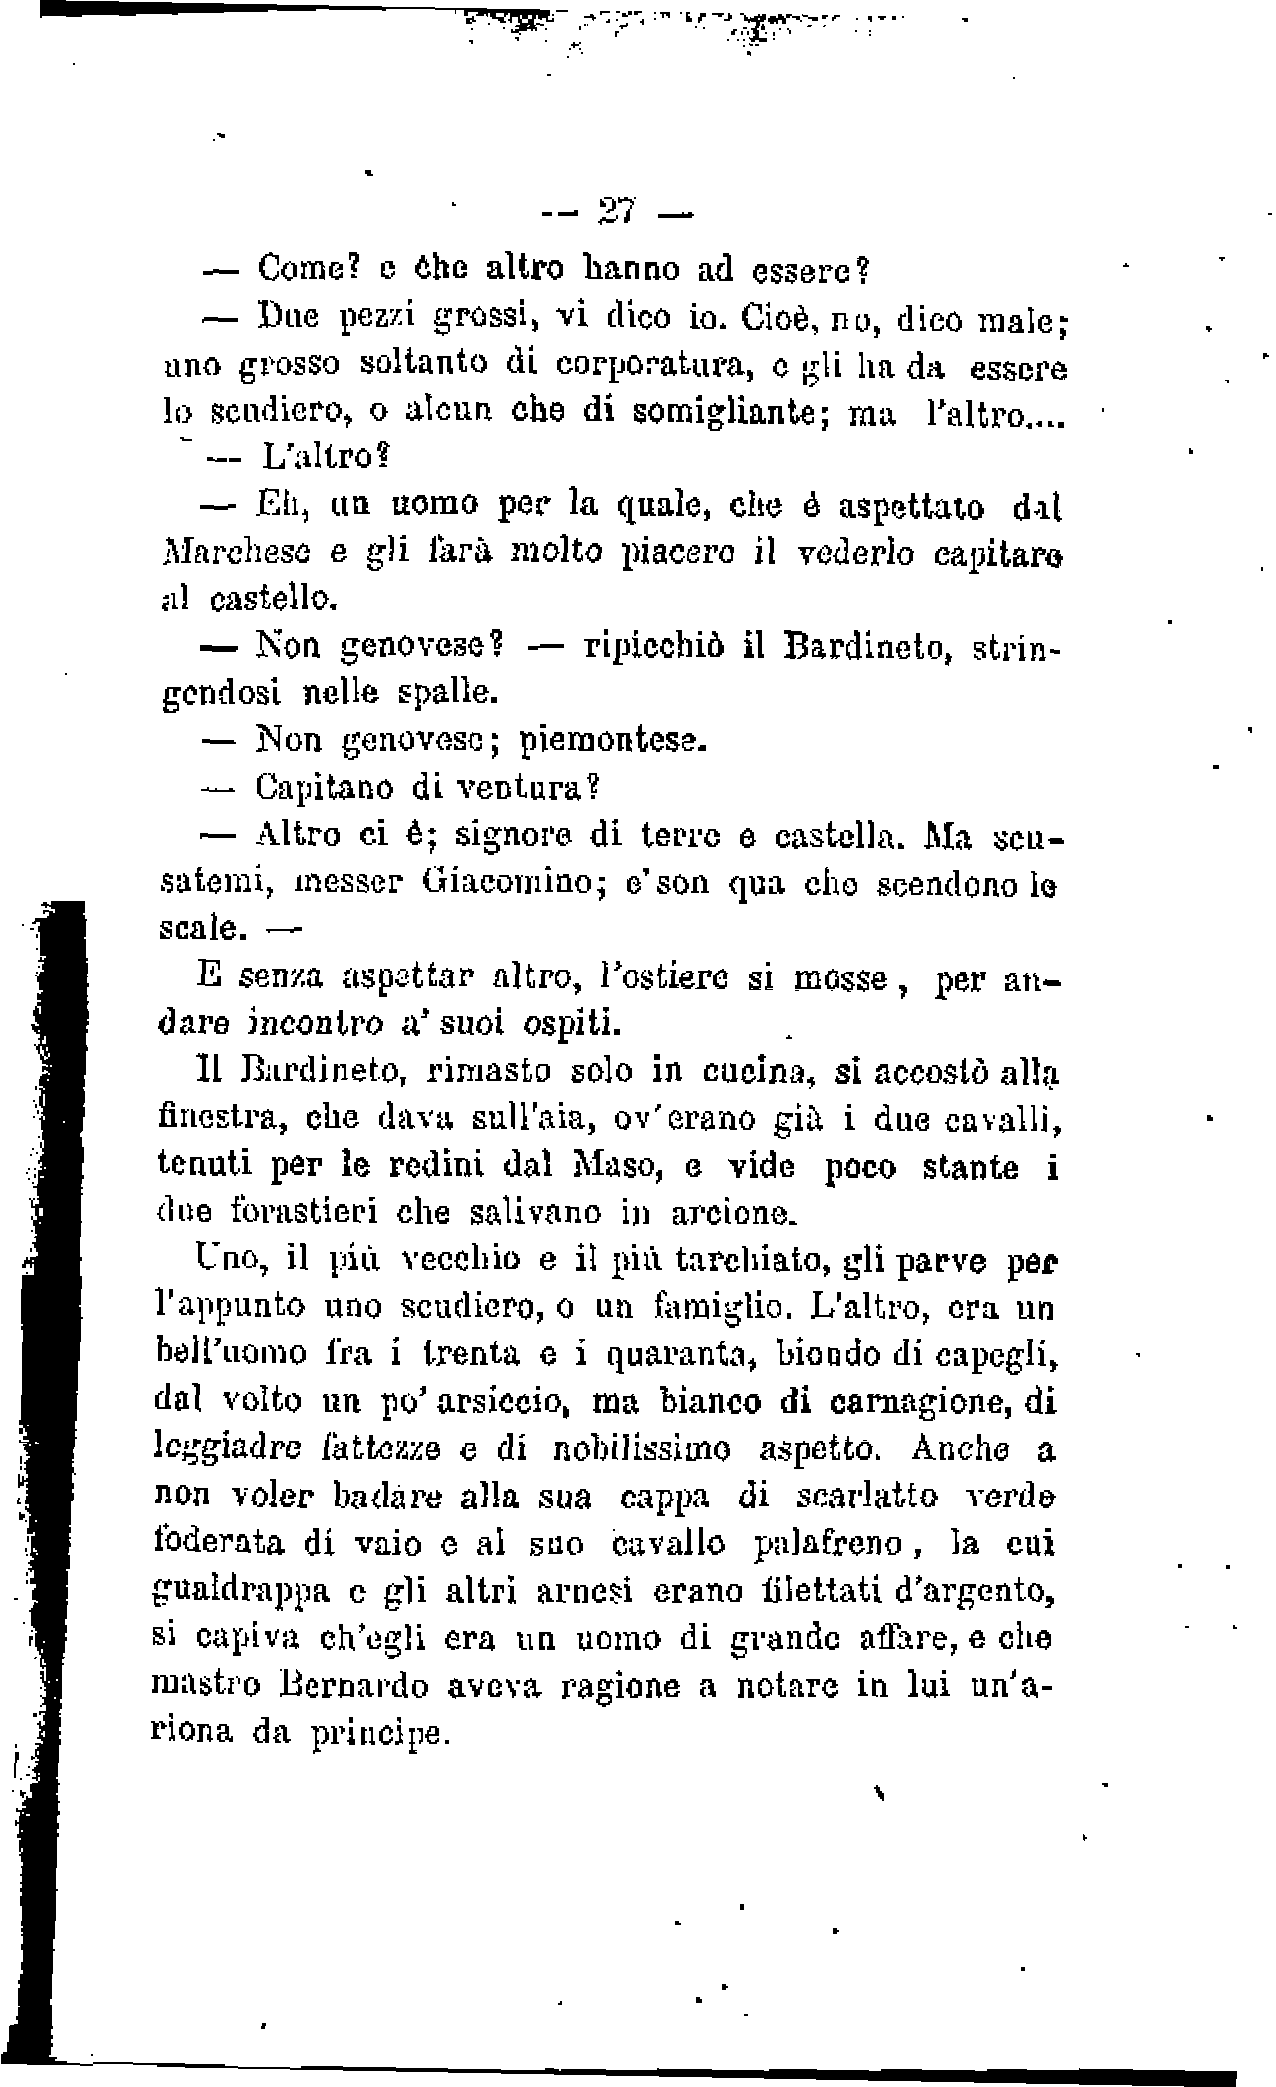 — 27 —
— Come? e che altro hanno ad essere?
— Due pezzi grossi, vi dico io. Cioè, no, dico male;
uno grosso soltanto di corporatura, e gli ha da essere
lo scudiero, o alcun che di somigliante; ma l'altro....
— L'altro?
— Eh, un uomo per la quale, che è aspettato dal
Marchese e gli farà molto piacere il vederlo capitare
al castello.
— Non genovese? — ripicchiò il Bardineto, strin-
gendosi nelle spalle.
— Non genovese; piemontese.
— Capitano di ventura?
— Altro ci è; signore di terre e castella. Ma scu-
satemi, messer Giacomino; e' son qua che scendono le
scale. —
E senza aspettar altro, l'ostiere si mosse, per an-
dare incontro a' suoi ospiti.
Il Bardineto, rimasto solo in cucina, si accostò alla
finestra, che dava sull'aia, ov'erano già i due cavalli,
tenuti per le redini dal Maso, e vide poco stante i
due forastieri che salivano in arcione.
Uno, il più vecchio e il più tarchiato, gli parve per
l'appunto uno scudiero, o un famiglio. L'altro, era un
bell'uomo fra i trenta e i quaranta, biondo di capegli,
dal volto un po' arsiccio, ma bianco di carnagione, di
leggiadre fattezze e di nobilissimo aspetto. Anche a
non voler badare alla sua cappa di scarlatto verde
foderata di vaio e al suo cavallo palafreno, la cui
gualdrappa e gli altri arnesi erano filettati d'argento,
si capiva ch'egli era un uomo di grande affare, e che
mastro Bernardo aveva ragione a notare in lui un'a-
riona da principe.